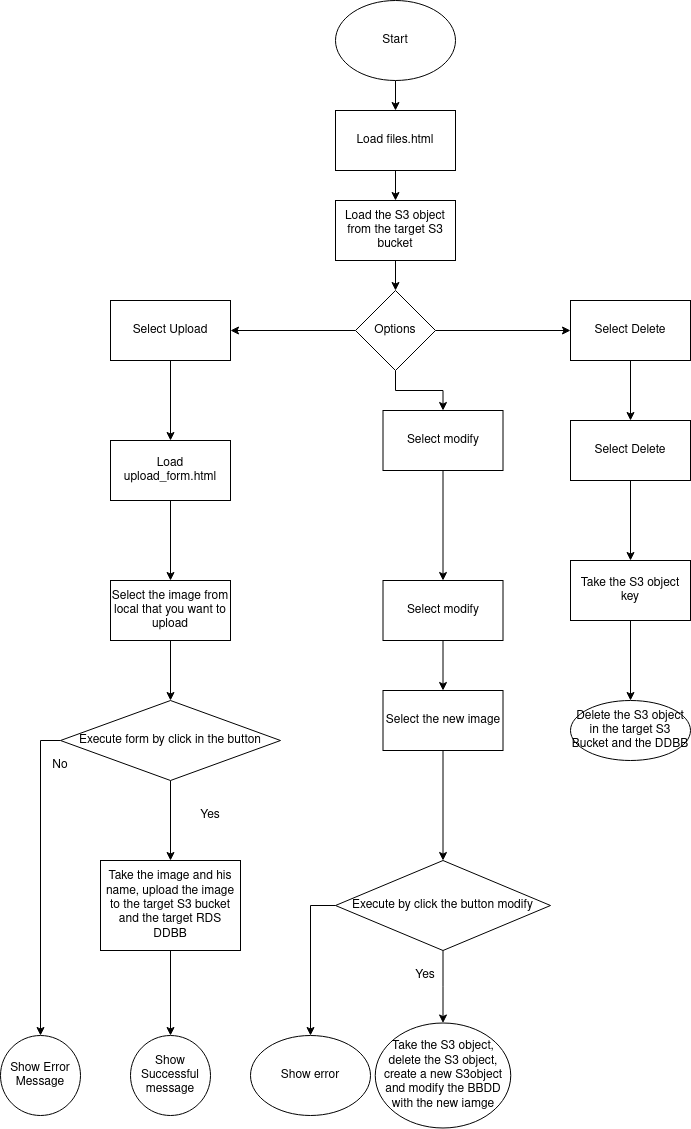 Start
Load files.html
Load the S3 object
from the target S3
bucket
Select Upload
Options
Select Delete
Select modify
Select Delete
Load
upload_form.html
Select the image from
local that you want to
upload
Select modify
Take the S3 object
key
Select the new image
Delete the S3 object
in the target S3
Bucket and the DDBB
Execute form by click in the button
No
Yes
Take the image and his
name, upload the image
to the target S3 bucket
and the target RDS
DDBB
Execute by click the button modify
Yes
Show Error
Message
Show
Successful
message
Show error
Take the S3 object,
delete the S3 object,
create a new S3object
and modify the BBDD
with the new iamge